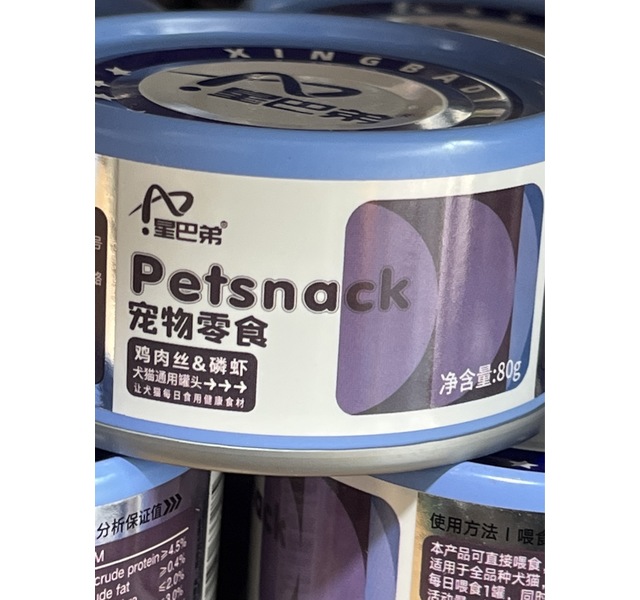 XINGBADI
星巴弟
星巴弟®
Petsnack
宠物零食
鸡肉丝&磷虾
犬猫通用罐头→→→
让犬猫每日食用健康食材
净含量:80g
分析保证值
crude protein≥4.5%
≥0.4%
≤2.0%
使用方法丨喂食
本产品可直接喂食,
适用于全品种犬猫,
每日喂食1罐,同时